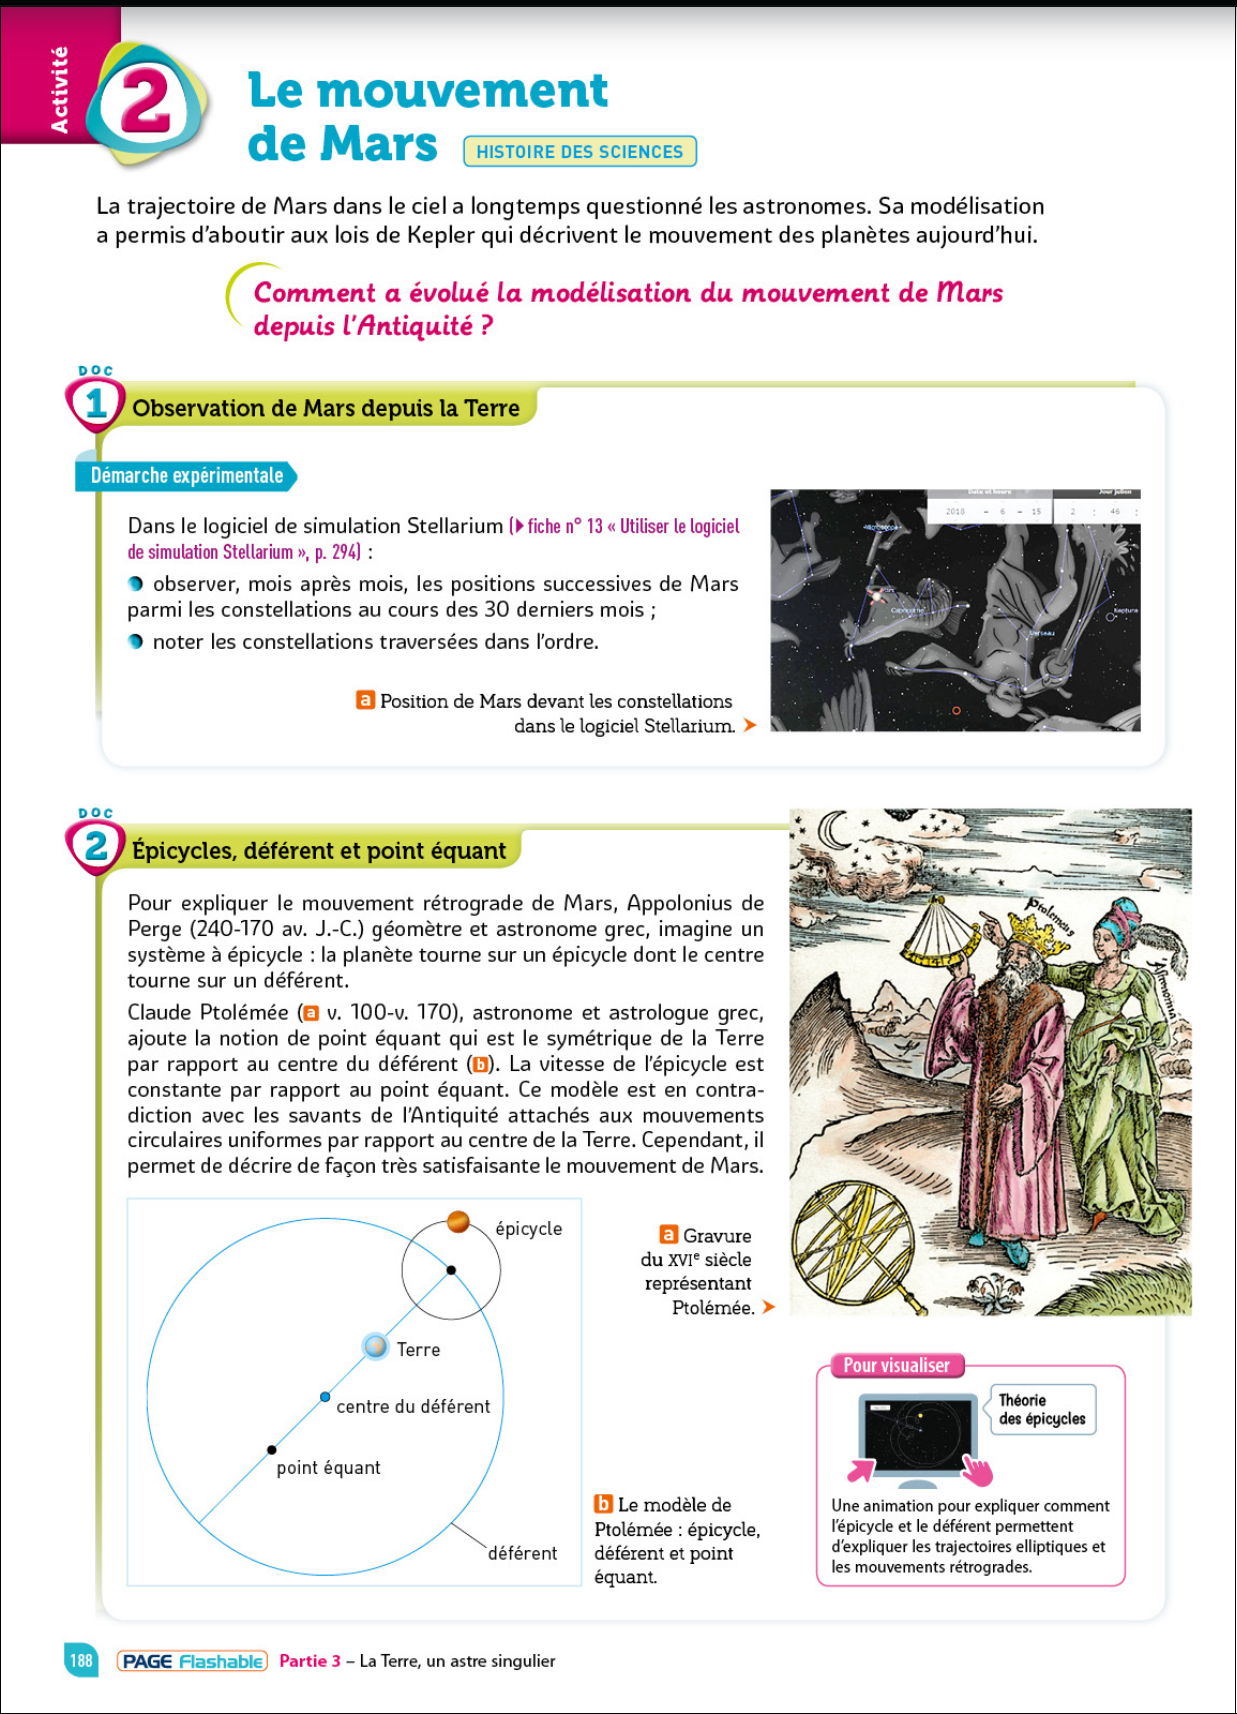 Activité
2
Le mouvement
de Mars
HISTOIRE DES SCIENCES
La trajectoire de Mars dans le ciel a longtemps questionné les astronomes. Sa modélisation
a permis d'aboutir aux lois de Kepler qui décrivent le mouvement des planètes aujourd'hui.
Comment a évolué la modélisation du mouvement de Mars
depuis l'Antiquité ?
DOC
1
Observation de Mars depuis la Terre
Démarche expérimentale
Dans le logiciel de simulation Stellarium (fiche n° 13 « Utiliser le logiciel
de simulation Stellarium », p. 294) :
observer, mois après mois, les positions successives de Mars
parmi les constellations au cours des 30 derniers mois ;
noter les constellations traversées dans l'ordre.
a Position de Mars devant les constellations
dans le logiciel Stellarium.
Date et heure
Jour julien
2018 - 6 - 15 2 : 46 :
Microscope
Mars
Capricorne
Verseau
Neptune
DOC
2
Épicycles, déférent et point équant
Pour expliquer le mouvement rétrograde de Mars, Appolonius de
Perge (240-170 av. J.-C.) géomètre et astronome grec, imagine un
système à épicycle : la planète tourne sur un épicycle dont le centre
tourne sur un déférent.
Claude Ptolémée (a v. 100-v. 170), astronome et astrologue grec,
ajoute la notion de point équant qui est le symétrique de la Terre
par rapport au centre du déférent (b). La vitesse de l'épicycle est
constante par rapport au point équant. Ce modèle est en contra-
diction avec les savants de l'Antiquité attachés aux mouvements
circulaires uniformes par rapport au centre de la Terre. Cependant, il
permet de décrire de façon très satisfaisante le mouvement de Mars.
Ptolemeus
Astronomia
épicycle
Terre
centre du déférent
point équant
déférent
a Gravure
du XVIe siècle
représentant
Ptolémée.
b Le modèle de
Ptolémée : épicycle,
déférent et point
équant.
Pour visualiser
Théorie
des épicycles
Une animation pour expliquer comment
l'épicycle et le déférent permettent
d'expliquer les trajectoires elliptiques et
les mouvements rétrogrades.
188
PAGE Flashable
Partie 3 – La Terre, un astre singulier